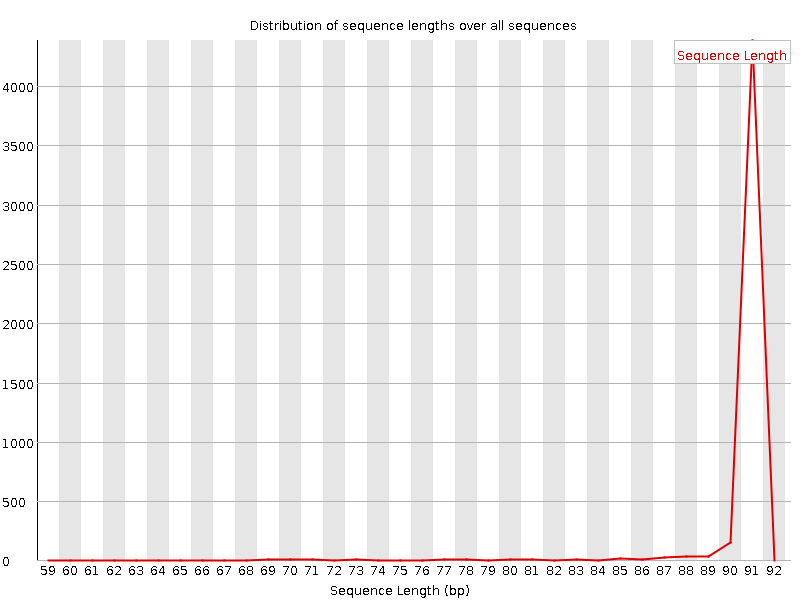 Distribution of sequence lengths over all sequences
Sequence Length
4000
3500
3000
2500
2000
1500
1000
500
0
59 60 61 62 63 64 65 66 67 68 69 70 71 72 73 74 75 76 77 78 79 80 81 82 83 84 85 86 87 88 89 90 91 92
Sequence Length (bp)